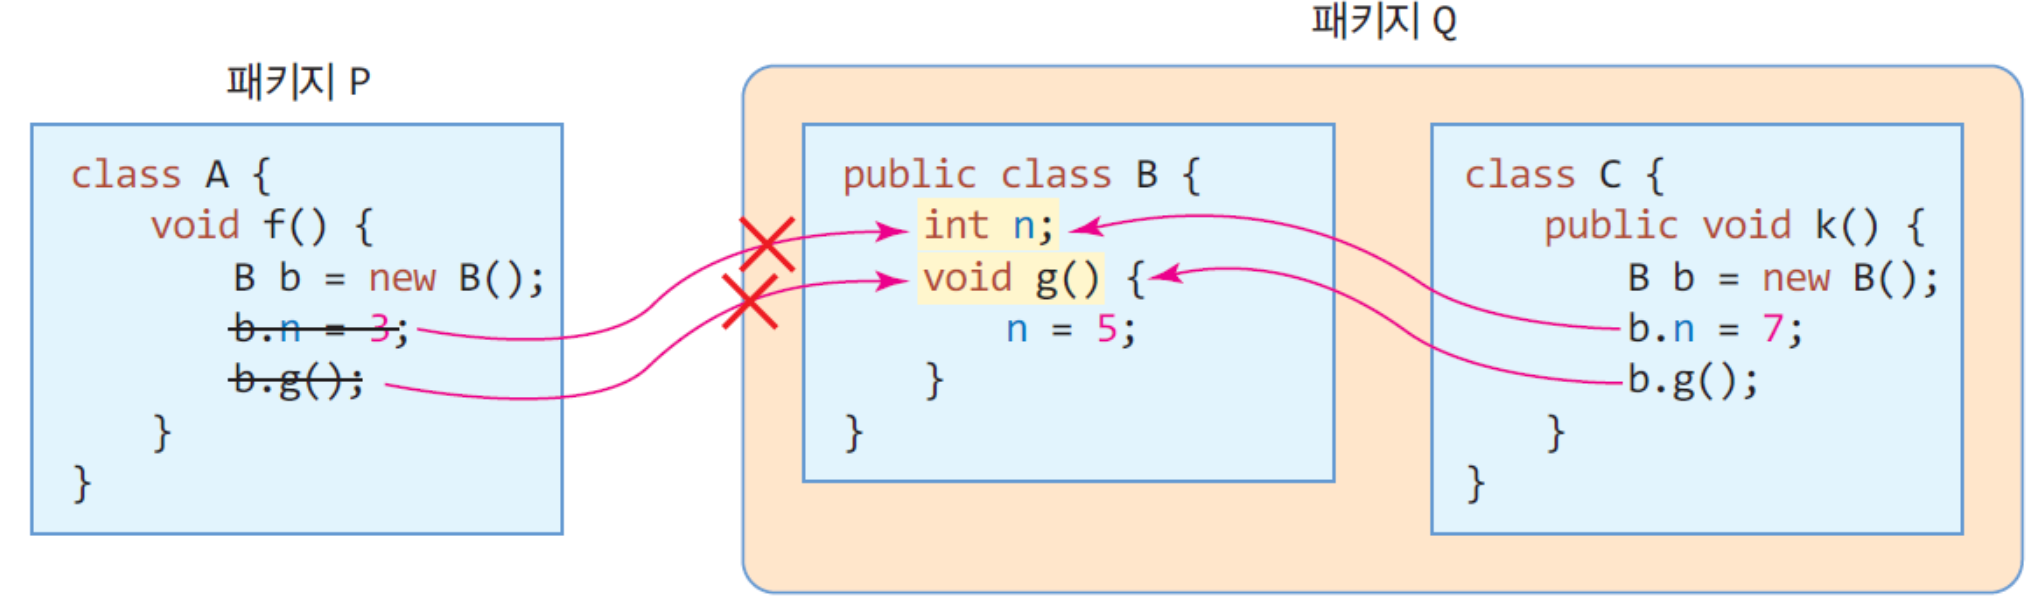 패키지 P
class A {
void f() {
B b = new B();
b.n = 3;
b.g();
}
}
패키지 Q
public class B {
int n;
void g() {
n = 5;
}
}
class C {
public void k() {
B b = new B();
b.n = 7;
b.g();
}
}